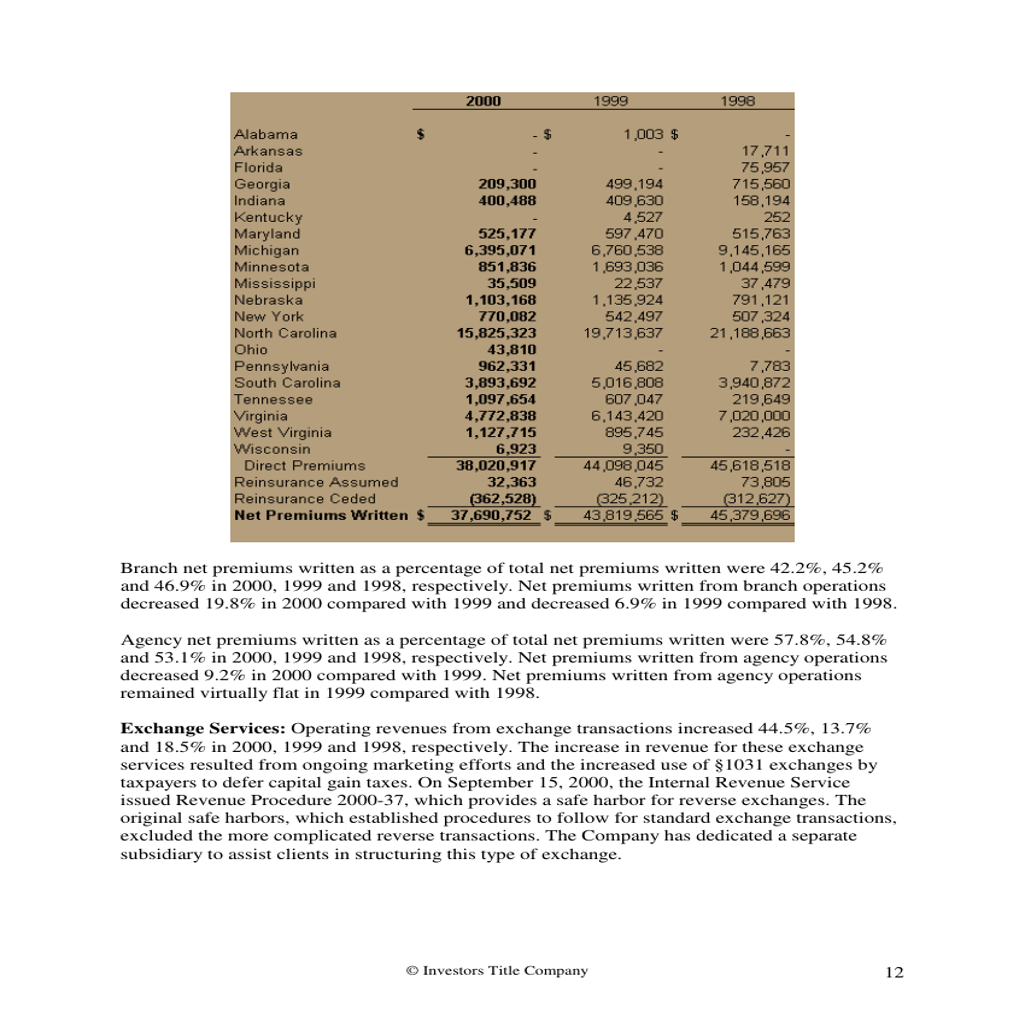 2000 1999 1998
Alabama $ - $ 1,003 $ -
Arkansas - - 17,711
Florida - - 75,957
Georgia 209,300 499,194 715,560
Indiana 400,488 409,630 158,194
Kentucky - 4,527 252
Maryland 525,177 597,470 515,763
Michigan 6,395,071 6,760,538 9,145,165
Minnesota 851,836 1,693,036 1,044,599
Mississippi 35,509 22,537 37,479
Nebraska 1,103,168 1,135,924 791,121
New York 770,082 542,497 507,324
North Carolina 15,825,323 19,713,637 21,188,663
Ohio 43,810 - -
Pennsylvania 962,331 45,682 7,783
South Carolina 3,893,692 5,016,808 3,940,872
Tennessee 1,097,654 607,047 219,649
Virginia 4,772,838 6,143,420 7,020,000
West Virginia 1,127,715 895,745 232,426
Wisconsin 6,923 9,350 -
Direct Premiums 38,020,917 44,098,045 45,618,518
Reinsurance Assumed 32,363 46,732 73,805
Reinsurance Ceded (362,528) (325,212) (312,627)
Net Premiums Written $ 37,690,752 $ 43,819,565 $ 45,379,696
Branch net premiums written as a percentage of total net premiums written were 42.2%, 45.2%
and 46.9% in 2000, 1999 and 1998, respectively. Net premiums written from branch operations
decreased 19.8% in 2000 compared with 1999 and decreased 6.9% in 1999 compared with 1998.
Agency net premiums written as a percentage of total net premiums written were 57.8%, 54.8%
and 53.1% in 2000, 1999 and 1998, respectively. Net premiums written from agency operations
decreased 9.2% in 2000 compared with 1999. Net premiums written from agency operations
remained virtually flat in 1999 compared with 1998.
Exchange Services: Operating revenues from exchange transactions increased 44.5%, 13.7%
and 18.5% in 2000, 1999 and 1998, respectively. The increase in revenue for these exchange
services resulted from ongoing marketing efforts and the increased use of §1031 exchanges by
taxpayers to defer capital gain taxes. On September 15, 2000, the Internal Revenue Service
issued Revenue Procedure 2000-37, which provides a safe harbor for reverse exchanges. The
original safe harbors, which established procedures to follow for standard exchange transactions,
excluded the more complicated reverse transactions. The Company has dedicated a separate
subsidiary to assist clients in structuring this type of exchange.
© Investors Title Company 12